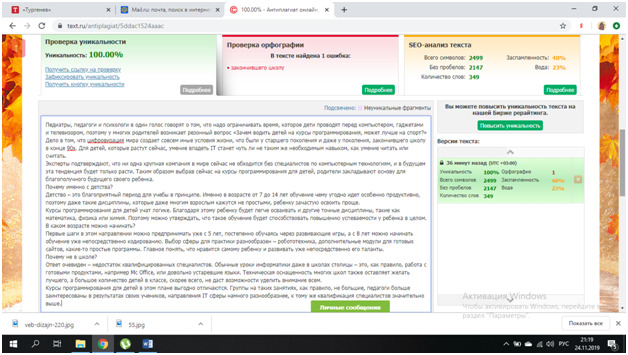 «Тургенев»
Mail.ru: почта, поиск в интерне
100.00% - Антиплагиат онлайн
text.ru/antiplagiat/5ddac1524aaac
Проверка уникальности
Уникальность: 100.00%
Получить ссылку на проверку
Зафиксировать уникальность
Уникальность
Подробнее
Проверка орфографии
В тексте найдена 1 ошибка:
закончившего школу
Подробнее
SEO-анализ текста
Всего символов: 2499 Заспамленность: 48%
Без пробелов: 2147 Вода: 23%
Количество слов: 349
Подробнее
Подсвечено: Неуникальные фрагменты
Педиатры, педагоги и психологи в один голос говорят о том, что надо ограничивать время, которое дети проводят перед компьютером, гаджетами
и телевизором, поэтому у многих родителей возникает резонный вопрос «Зачем водить детей на курсы программирования, может лучше на спорт?»
Дело в том, что цифровизация мира создает совсем иные условия жизни, что были у старшего поколения и даже у поколения, закончившего школу
в конце 90х. Для детей, которые растут сейчас, умение владеть IT станет чуть ли не таким же необходимым навыком, как умение читать или
считать.
Эксперты подтверждают, что ни одна крупная компания в мире сейчас не обходится без специалистов по компьютерным технологиям, и в будущем
эта тенденция будет только расти. Таким образом выбрав сейчас на курсы программирования для детей, родители закладывают основу для
благополучного будущего своего ребенка.
Почему именно с детства?
Детство – это благоприятный период для учебы в принципе. Именно в возрасте от 7 до 14 лет обучение чему угодно идет особенно продуктивно,
поэтому даже такие дисциплины, которые даже многим взрослым кажутся не простыми, ребенку зачастую освоить проще.
Курсы программирования для детей учит логике. Благодаря этому ребенку будет легче осваивать и другие точные дисциплины, такие как
математика, физика или химия. Поэтому можно утверждать, что такое обучение будет способствовать повышению успеваемости у ребенка в целом.
В каком возрасте можно начинать?
Первые шаги в этом направлении можно предпринимать уже с 5 лет, постепенно обучаясь через развивающие игры, а с 8 лет можно начинать
обучение уже непосредственно кодированию. Выбор сферы для практики разнообразен – робототехника, дополнительные модули для готовых
сайтов, какие-то простые программы. Главное понять, что нравится самому ребенку и развивать уже непосредственно его таланты.
Почему не в школе?
Ответ очевиден – недостаток квалифицированных специалистов. Обычные уроки информатики даже в школах столицы – это, как правило, работа с
готовыми продуктами, например Мс Office, или довольно устаревшие языки. Техническая оснащенность многих школ также оставляет желать
лучшего, а большое количество детей в классе, скорее всего, не даст возможности уделить внимание всем.
Курсы программирования для детей в этом плане выгодно отличаются. Группы на таких занятиях, как правило, не большие, педагоги больше
заинтересованы в результатах своих учеников, направления IT сферы намного разнообразнее, к тому же квалификация специалистов значительно
выше.
Личные сообщения
Вы можете повысить уникальность текста на
нашей Бирже рерайтинга.
Повысить уникальность
Версии текста:
36 минут назад (UTC +03:00)
Уникальность 100% Орфография 1
Всего символов 2499 Заспамленность 48%
Без пробелов 2147 Вода 23%
Количество слов 349
Активация Windows
Чтобы активировать Windows, перейдите в
раздел "Параметры".
veb-dizajn-220.jpg
55.jpg
Показать все
РУС
21:19
24.11.2019